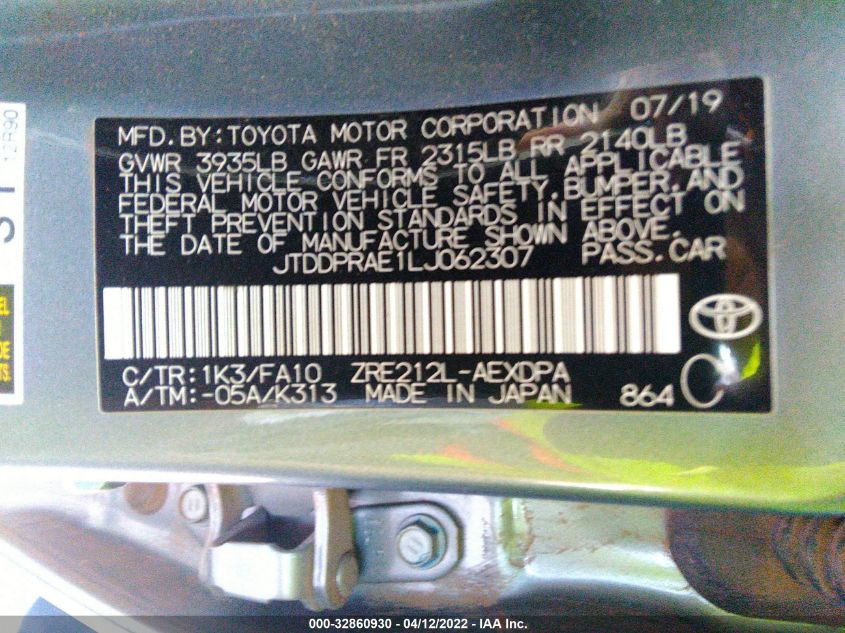 MFD. BY: TOYOTA MOTOR CORPORATION 07/19
GVWR 3935LB GAWR FR 2315LB RR 2140LB
THIS VEHICLE CONFORMS TO ALL APPLICABLE
FEDERAL MOTOR VEHICLE SAFETY, BUMPER, AND
THEFT PREVENTION STANDARDS IN EFFECT ON
THE DATE OF MANUFACTURE SHOWN ABOVE.
JTDDPRAE1LJ062307 PASS. CAR
C/TR: 1K3/FA10 ZRE212L-AEXDPA
A/TM: -05A/K313 MADE IN JAPAN 864 C
000-32860930 - 04/12/2022 - IAA Inc.